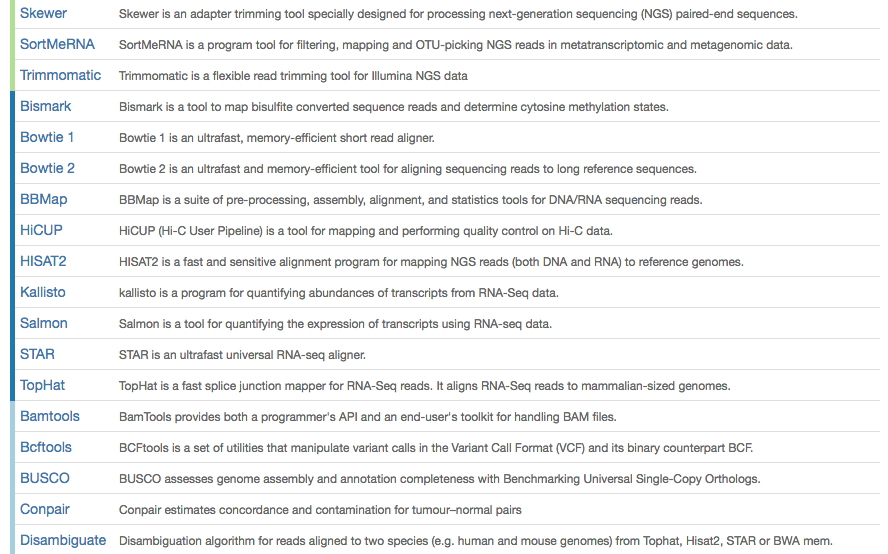 Skewer Skewer is an adapter trimming tool specially designed for processing next-generation sequencing (NGS) paired-end sequences.
SortMeRNA SortMeRNA is a program tool for filtering, mapping and OTU-picking NGS reads in metatranscriptomic and metagenomic data.
Trimmomatic Trimmomatic is a flexible read trimming tool for Illumina NGS data
Bismark Bismark is a tool to map bisulfite converted sequence reads and determine cytosine methylation states.
Bowtie 1 Bowtie 1 is an ultrafast, memory-efficient short read aligner.
Bowtie 2 Bowtie 2 is an ultrafast and memory-efficient tool for aligning sequencing reads to long reference sequences.
BBMap BBMap is a suite of pre-processing, assembly, alignment, and statistics tools for DNA/RNA sequencing reads.
HiCUP HiCUP (Hi-C User Pipeline) is a tool for mapping and performing quality control on Hi-C data.
HISAT2 HISAT2 is a fast and sensitive alignment program for mapping NGS reads (both DNA and RNA) to reference genomes.
Kallisto kallisto is a program for quantifying abundances of transcripts from RNA-Seq data.
Salmon Salmon is a tool for quantifying the expression of transcripts using RNA-seq data.
STAR STAR is an ultrafast universal RNA-seq aligner.
TopHat TopHat is a fast splice junction mapper for RNA-Seq reads. It aligns RNA-Seq reads to mammalian-sized genomes.
Bamtools BamTools provides both a programmer's API and an end-user's toolkit for handling BAM files.
Bcftools BCFtools is a set of utilities that manipulate variant calls in the Variant Call Format (VCF) and its binary counterpart BCF.
BUSCO BUSCO assesses genome assembly and annotation completeness with Benchmarking Universal Single-Copy Orthologs.
Conpair Conpair estimates concordance and contamination for tumour–normal pairs
Disambiguate Disambiguation algorithm for reads aligned to two species (e.g. human and mouse genomes) from Tophat, Hisat2, STAR or BWA mem.